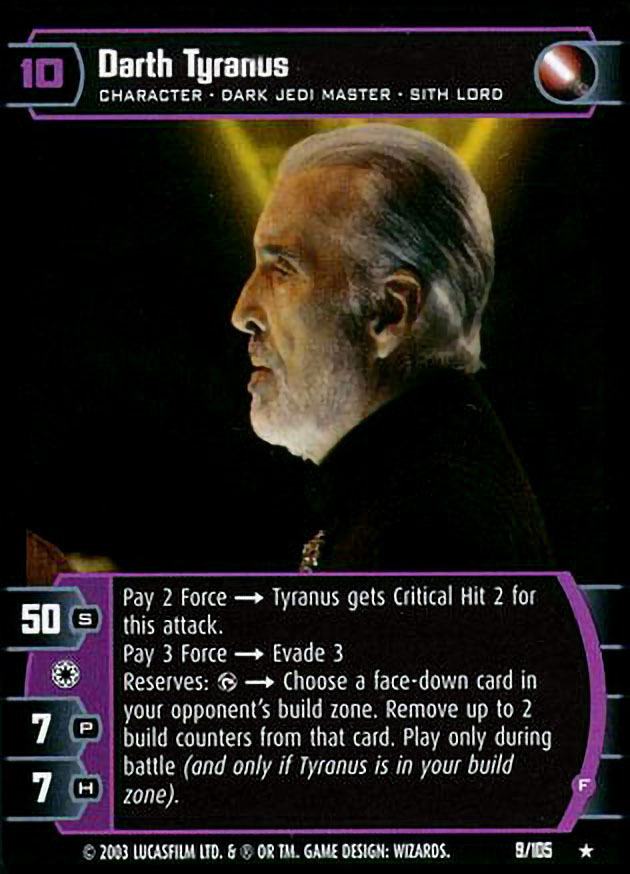 10
Darth Tyranus
CHARACTER · DARK JEDI MASTER · SITH LORD
50 S
7 P
7 H
Pay 2 Force → Tyranus gets Critical Hit 2 for
this attack.
Pay 3 Force → Evade 3
Reserves: → Choose a face-down card in
your opponent's build zone. Remove up to 2
build counters from that card. Play only during
battle (and only if Tyranus is in your build
zone).
F
© 2003 LUCASFILM LTD. & ® OR TM. GAME DESIGN: WIZARDS.
9/105 ★